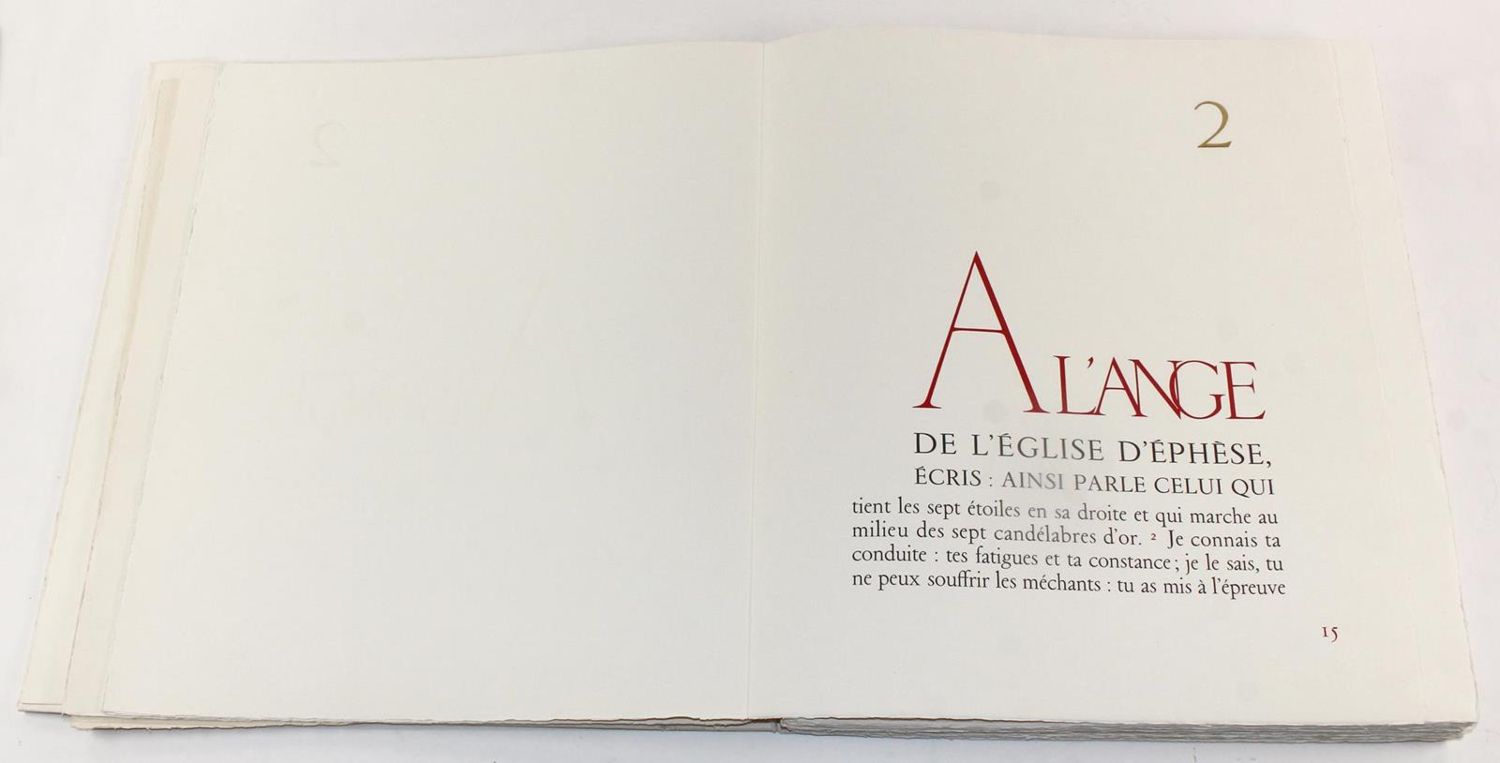 2
A L'ANGE
DE L'ÉGLISE D'ÉPHÈSE,
ÉCRIS : AINSI PARLE CELUI QUI
tient les sept étoiles en sa droite et qui marche au
milieu des sept candélabres d'or. ² Je connais ta
conduite : tes fatigues et ta constance ; je le sais, tu
ne peux souffrir les méchants : tu as mis à l'épreuve
15